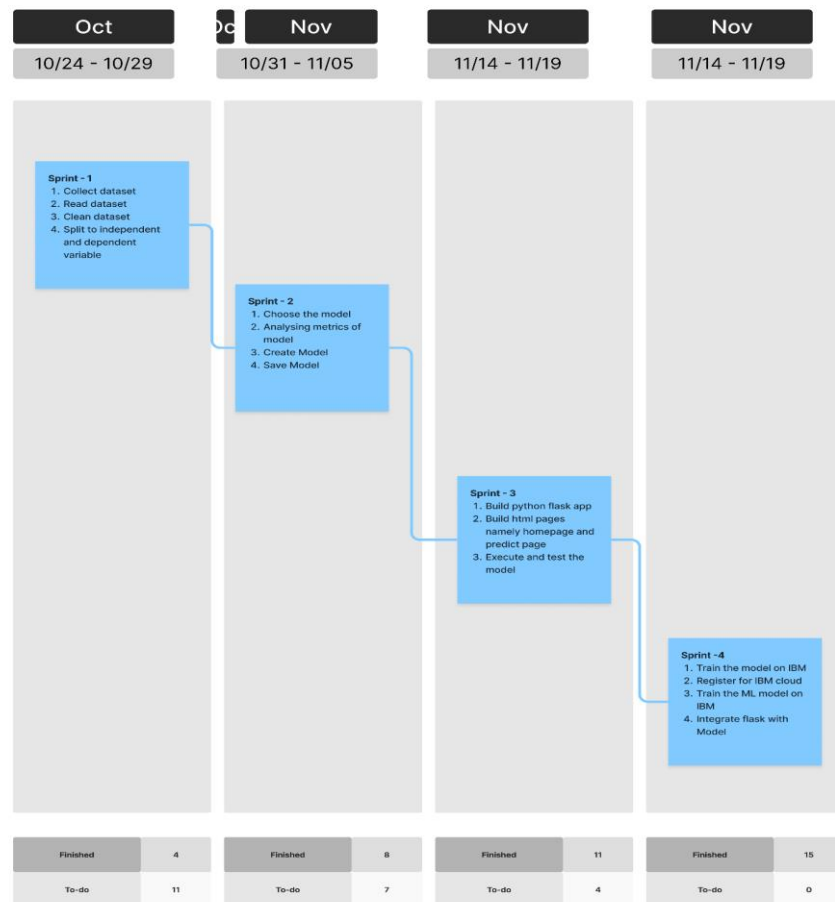 Oct
Oc
Nov
Nov
Nov
10/24 - 10/29
10/31 - 11/05
11/14 - 11/19
11/14 - 11/19
Sprint - 1
1. Collect dataset
2. Read dataset
3. Clean dataset
4. Split to independent
and dependent
variable
Sprint - 2
1. Choose the model
2. Analysing metrics of
model
3. Create Model
4. Save Model
Sprint - 3
1. Build python flask app
2. Build html pages
namely homepage and
predict page
3. Execute and test the
model
Sprint -4
1. Train the model on IBM
2. Register for IBM cloud
3. Train the ML model on
IBM
4. Integrate flask with
Model
Finished 4
Finished 8
Finished 11
Finished 15
To-do 11
To-do 7
To-do 4
To-do 0